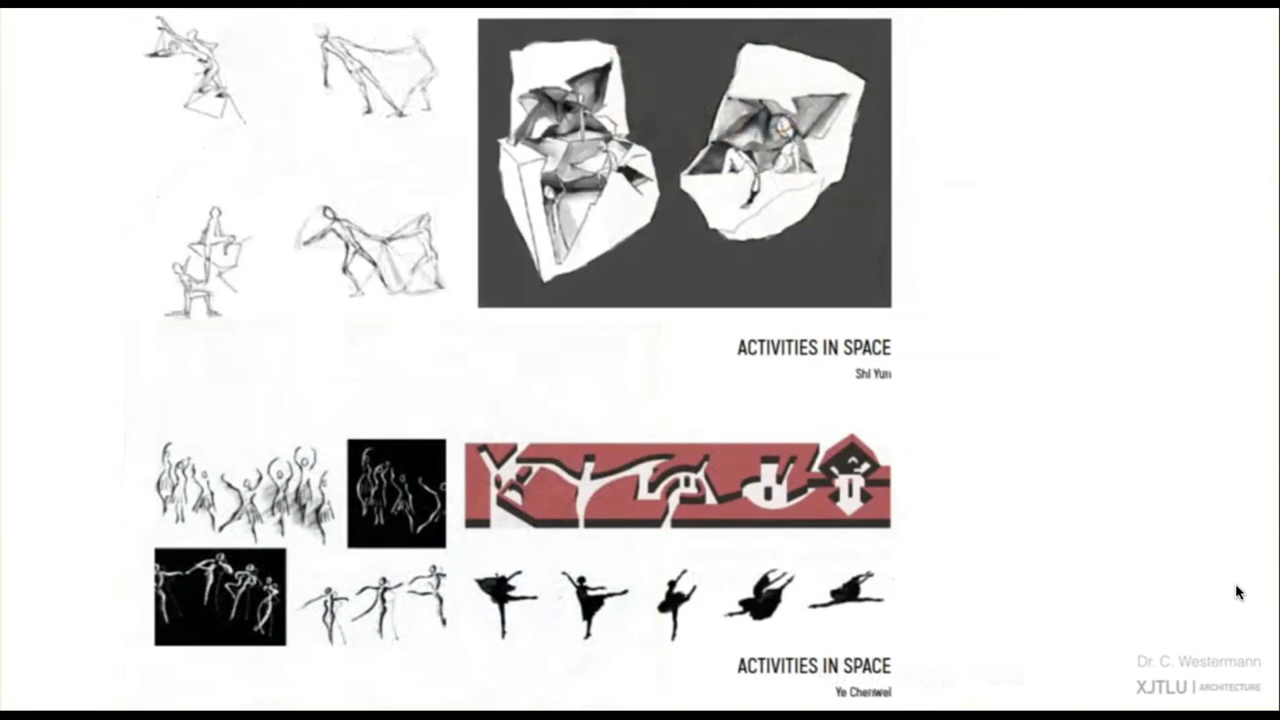 ACTIVITIES IN SPACE
Shi Yun
ACTIVITIES IN SPACE
Ye Chenwei
Dr. C. Westermann
XJTLU | ARCHITECTURE